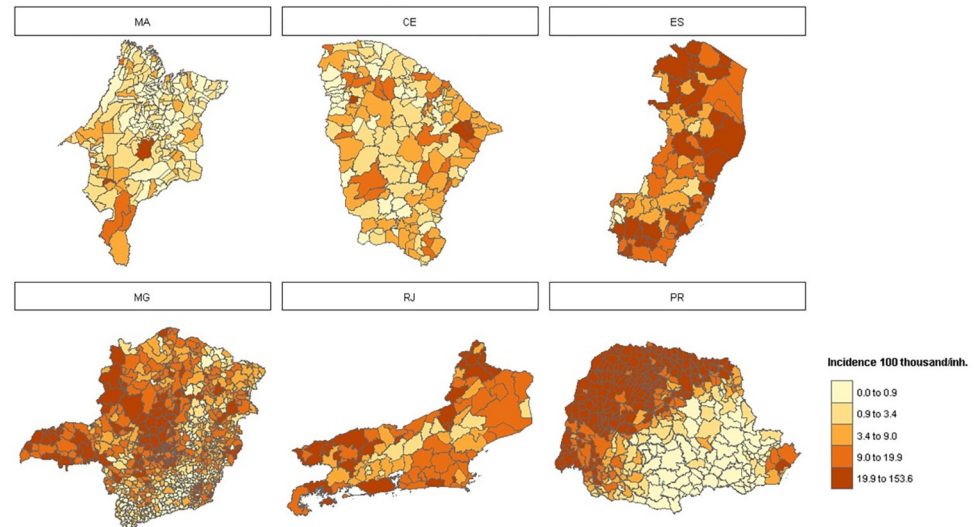 MA
CE
ES
MG
RJ
PR
Incidence 100 thousand/inh.
0.0 to 0.9
0.9 to 3.4
3.4 to 9.0
9.0 to 19.9
19.9 to 153.6